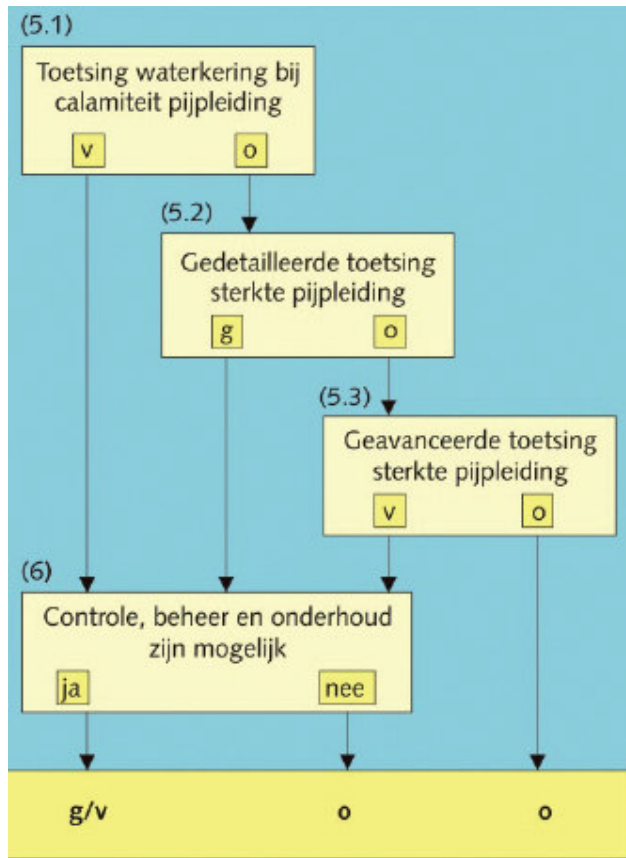 (5.1)
Toetsing waterkering bij
calamiteit pijpleiding
v o
(5.2)
Gedetailleerde toetsing
sterkte pijpleiding
g o
(5.3)
Geavanceerde toetsing
sterkte pijpleiding
v o
(6)
Controle, beheer en onderhoud
zijn mogelijk
ja nee
g/v o o